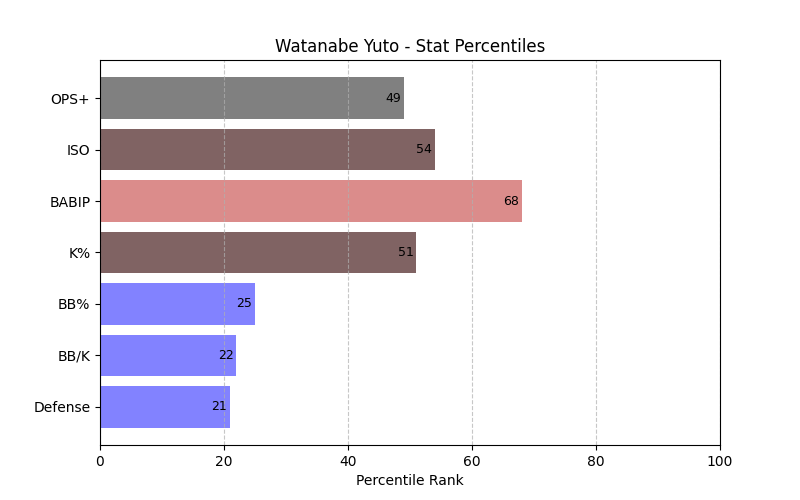 Watanabe Yuto - Stat Percentiles
OPS+ 49
ISO 54
BABIP 68
K% 51
BB% 25
BB/K 22
Defense 21
0 20 40 60 80 100
Percentile Rank